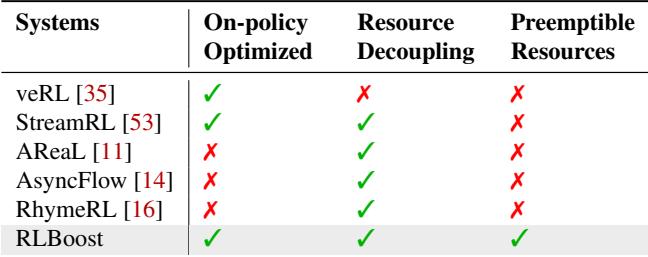 Systems On-policy Optimized Resource Decoupling Preemptible Resources
veRL [35] ✓ ✗ ✗
StreamRL [53] ✓ ✓ ✗
AReaL [11] ✗ ✓ ✗
AsyncFlow [14] ✗ ✓ ✗
RhymeRL [16] ✗ ✓ ✗
RLBoost ✓ ✓ ✓